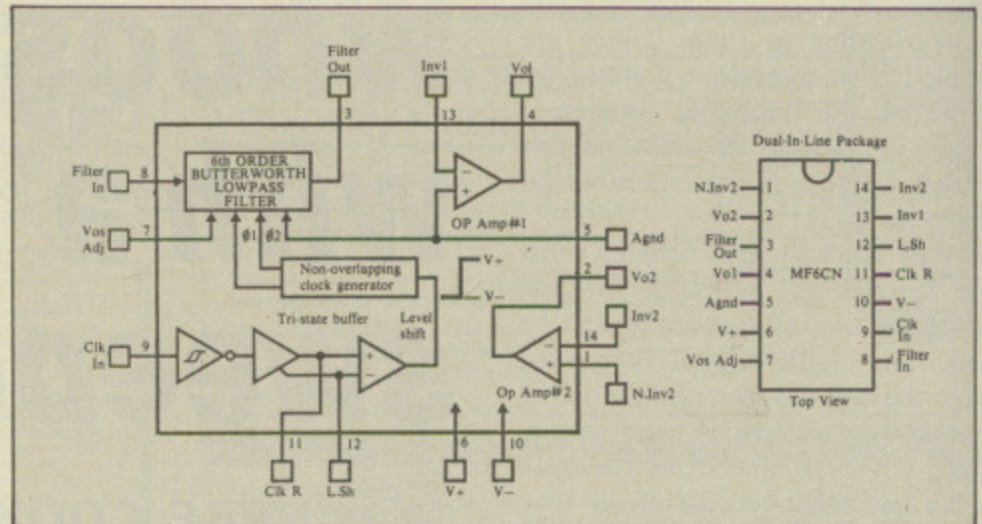 Filter
Out
Inv1
Vo1
3
13
4
8
Filter
In
6th ORDER
BUTTERWORTH
LOWPASS
FILTER
−
+
OP Amp#1
Vos
Adj
7
ϕ1
ϕ2
5
Agnd
Non-overlapping
clock generator
V+
V−
2
Vo2
Tri-state buffer
Level
shift
Inv2
14
−
+
1
Clk
In
9
+
−
Op Amp#2
N.Inv2
11
12
6
10
Clk R
L.Sh
V+
V−
Dual-In-Line Package
N.Inv2
1
14
Inv2
Vo2
2
13
Inv1
Filter
Out
3
12
L.Sh
Vo1
4
MF6CN
11
Clk R
Agnd
5
10
V−
V+
6
9
Clk
In
Vos Adj
7
8
Filter
In
Top View